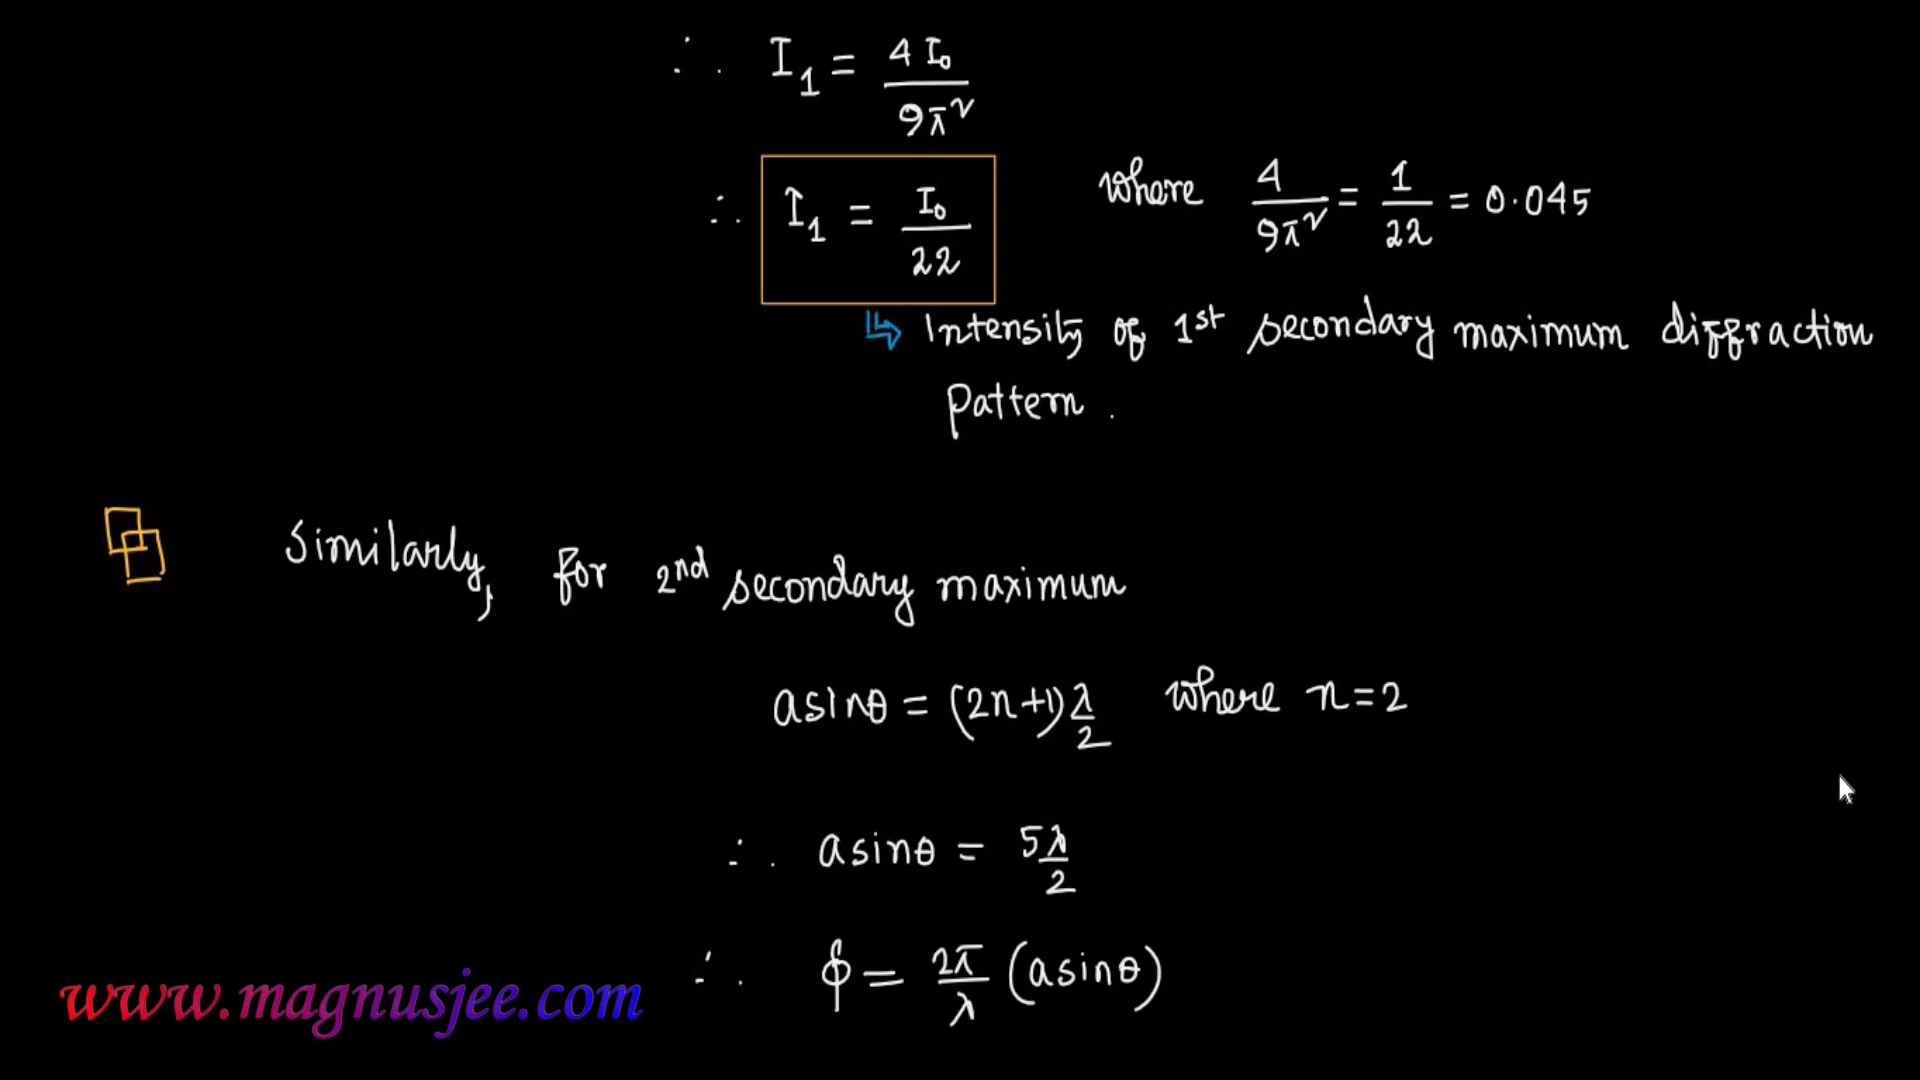 ∴ I₁ = 4 I₀ / 9π²
∴ I₁ = I₀ / 22 where 4 / 9π² = 1 / 22 = 0.045
↳ Intensity of 1st secondary maximum diffraction
pattern.
Similarly, for 2nd secondary maximum
a sinθ = (2n+1) λ/2 where n = 2
∴ a sinθ = 5λ/2
∴ ϕ = 2π/λ (a sinθ)
www.magnusjee.com